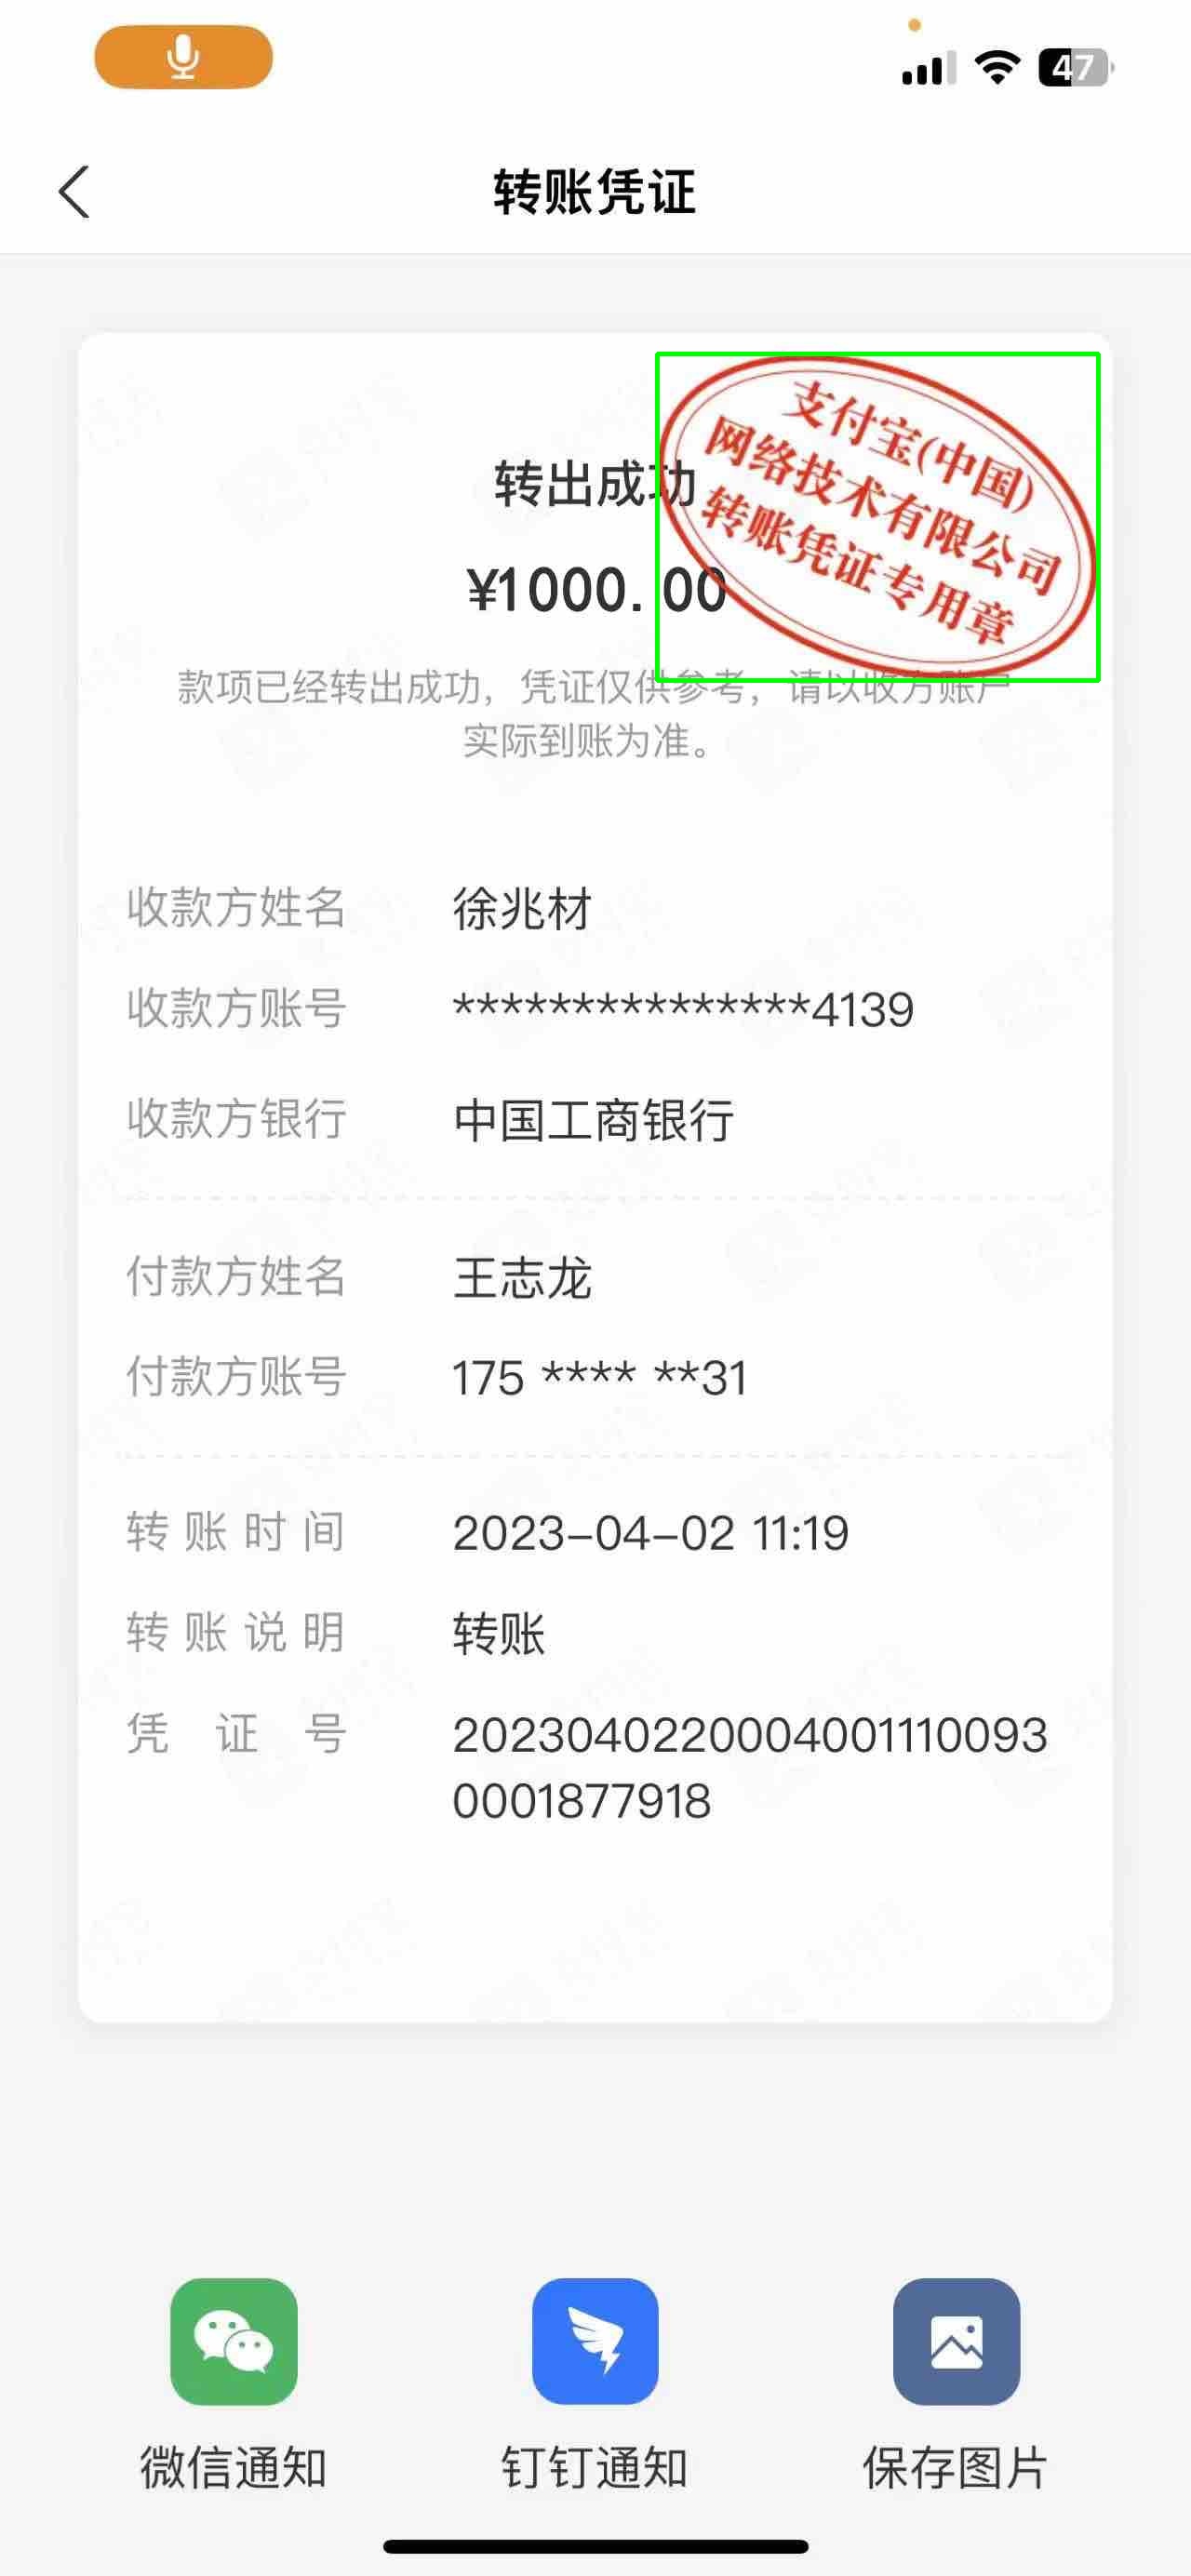 47
转账凭证
支付宝(中国)
网络技术有限公司
转账凭证专用章
转出成功
¥1000.00
款项已经转出成功，凭证仅供参考，请以收方账户
实际到账为准。
收款方姓名 徐兆材
收款方账号 ***************4139
收款方银行 中国工商银行
付款方姓名 王志龙
付款方账号 175 **** **31
转账时间 2023-04-02 11:19
转账说明 转账
凭证号 2023040220004001110093
0001877918
微信通知 钉钉通知 保存图片